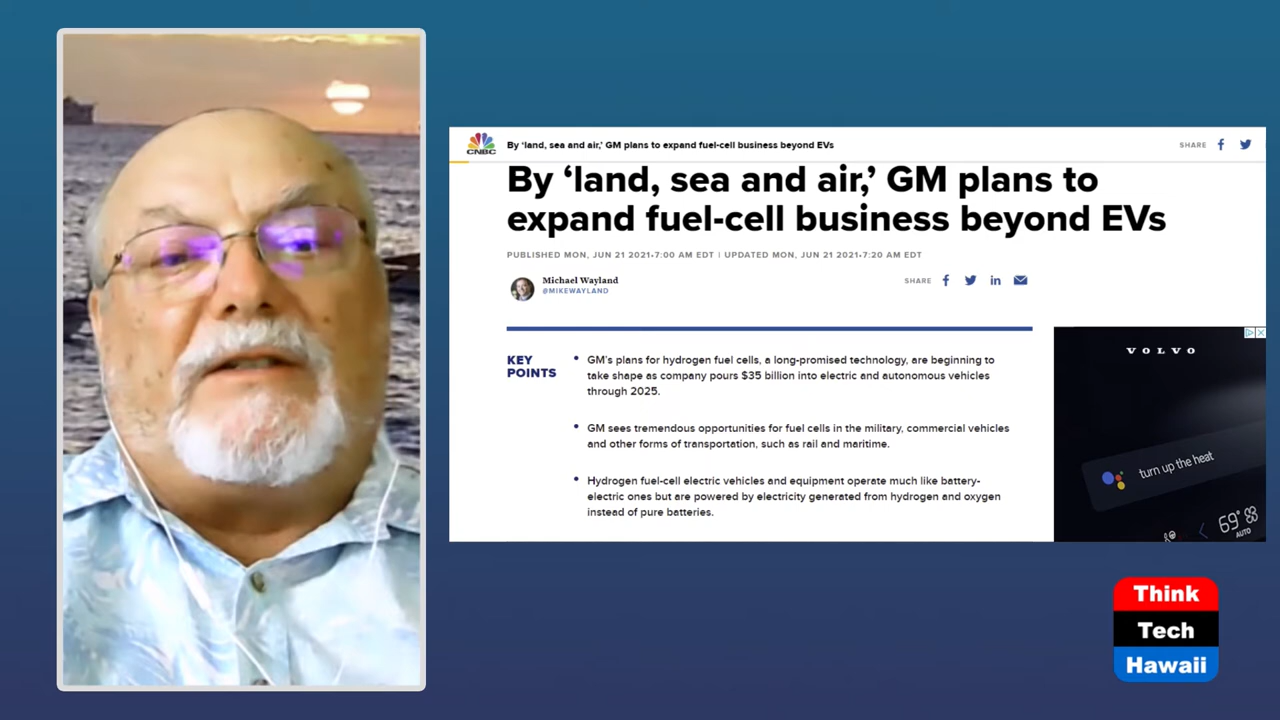 CNBC
By ‘land, sea and air,’ GM plans to expand fuel-cell business beyond EVs
SHARE
By ‘land, sea and air,’ GM plans to
expand fuel-cell business beyond EVs
PUBLISHED MON, JUN 21 2021•7:00 AM EDT | UPDATED MON, JUN 21 2021•7:20 AM EDT
Michael Wayland
@MIKEWAYLAND
SHARE
KEY
POINTS
• GM’s plans for hydrogen fuel cells, a long-promised technology, are beginning to
take shape as company pours $35 billion into electric and autonomous vehicles
through 2025.
• GM sees tremendous opportunities for fuel cells in the military, commercial vehicles
and other forms of transportation, such as rail and maritime.
• Hydrogen fuel-cell electric vehicles and equipment operate much like battery-
electric ones but are powered by electricity generated from hydrogen and oxygen
instead of pure batteries.
VOLVO
turn up the heat
69°
AUTO
Think
Tech
Hawaii